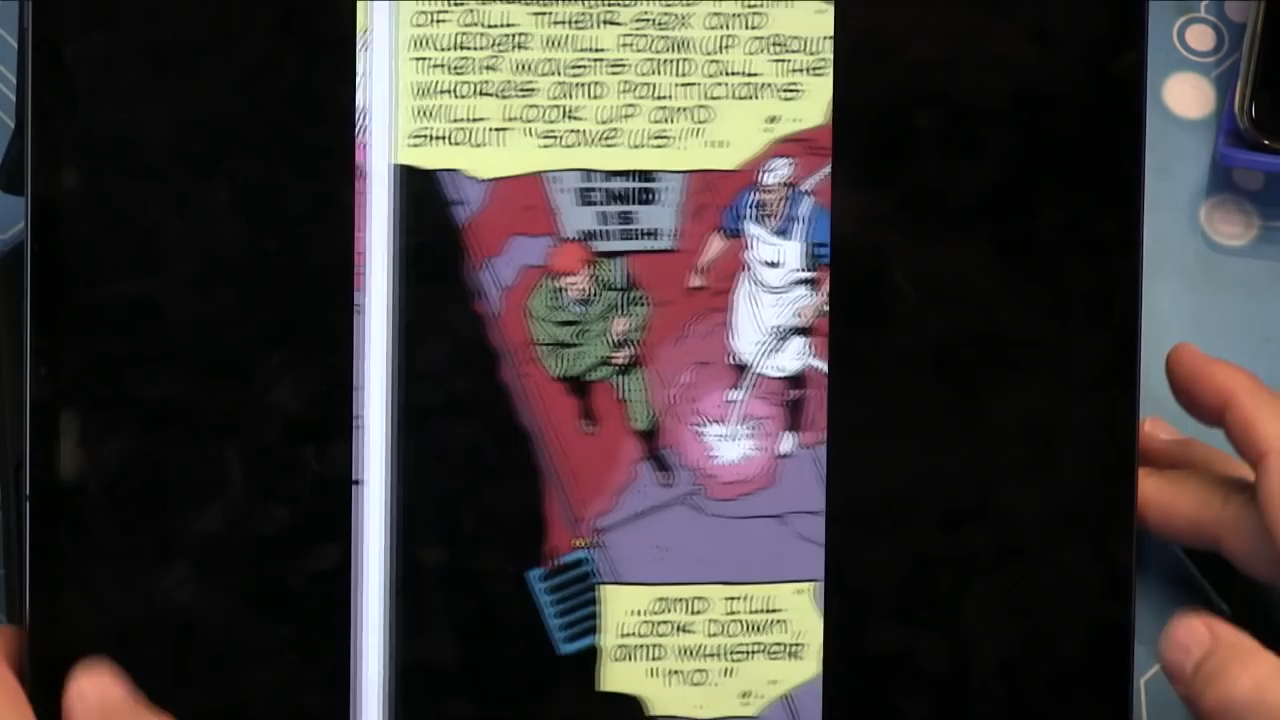 OF ALL THEIR SEX AND
MURDER WILL FOAM UP ABOUT
THEIR WAISTS AND ALL THE
WHORES AND POLITICIANS
WILL LOOK UP AND
SHOUT "SAVE US!"
END
IS
NIGH
...AND I'LL
LOOK DOWN,
AND WHISPER
"NO."